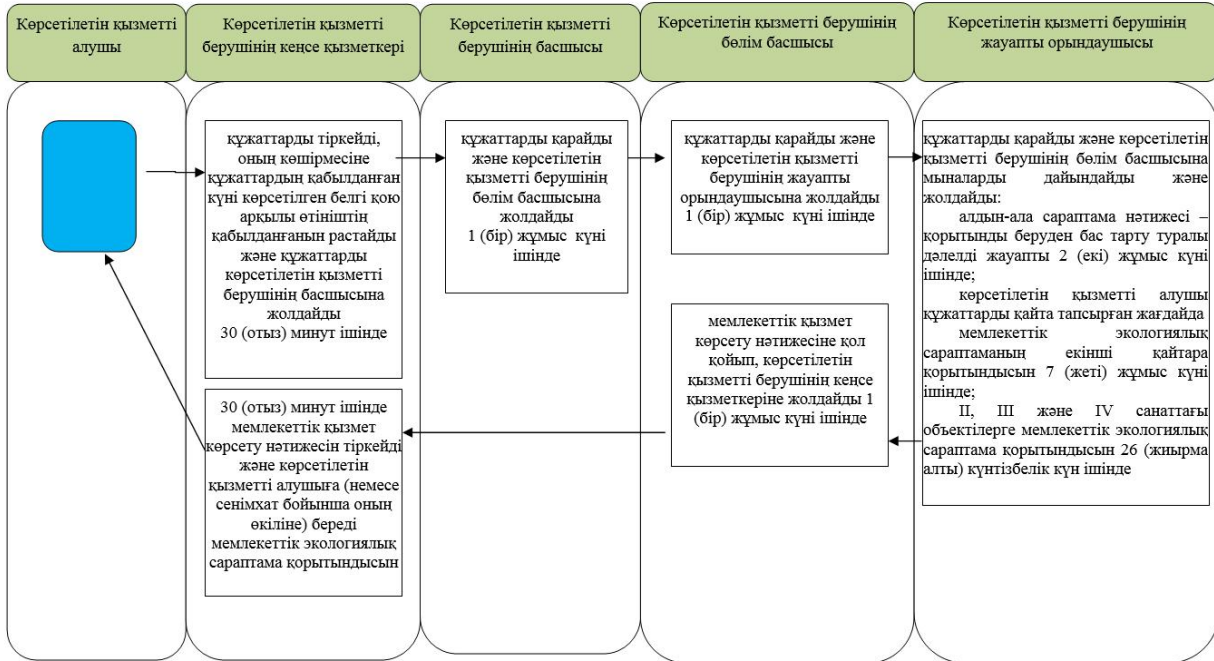 Көрсетілетін қызметті
алушы
Көрсетілетін қызметті
берушінің кеңсе қызметкері
Көрсетілетін қызметті
берушінің басшысы
Көрсетілетін қызметті берушінің
бөлім басшысы
Көрсетілетін қызметті берушінің
жауапты орындаушысы
құжаттарды тіркейді,
оның көшірмесіне
құжаттардың қабылданған
күні көрсетілген белгі қою
арқылы өтініштің
қабылданғанын растайды
және құжаттарды
көрсетілетін қызметті
берушінің басшысына
жолдайды
30 (отыз) минут ішінде
құжаттарды қарайды
және көрсетілетін
қызметті берушінің
бөлім басшысына
жолдайды
1 (бір) жұмыс күні
ішінде
құжаттарды қарайды және
көрсетілетін қызметті
берушінің жауапты
орындаушысына жолдайды
1 (бір) жұмыс күні ішінде
құжаттарды қарайды және көрсетілетін
қызметті берушінің бөлім басшысына
мыналарды дайындайды және
жолдайды:
алдын-ала сараптама нәтижесі –
қорытынды беруден бас тарту туралы
дәлелді жауапты 2 (екі) жұмыс күні
ішінде;
көрсетілетін қызметті алушы
құжаттарды қайта тапсырған жағдайда
мемлекеттік экологиялық
сараптаманың екінші қайтара
қорытындысын 7 (жеті) жұмыс күні
ішінде;
II, III және IV санаттағы
объектілерге мемлекеттік экологиялық
сараптама қорытындысын 26 (жиырма
алты) күнтізбелік күн ішінде
мемлекеттік қызмет
көрсету нәтижесіне қол
қойып, көрсетілетін
қызметті берушінің кеңсе
қызметкеріне жолдайды 1
(бір) жұмыс күні ішінде
30 (отыз) минут ішінде
мемлекеттік қызмет
көрсету нәтижесін тіркейді
және көрсетілетін
қызметті алушыға (немесе
сенімхат бойынша оның
өкіліне) береді
мемлекеттік экологиялық
сараптама қорытындысын